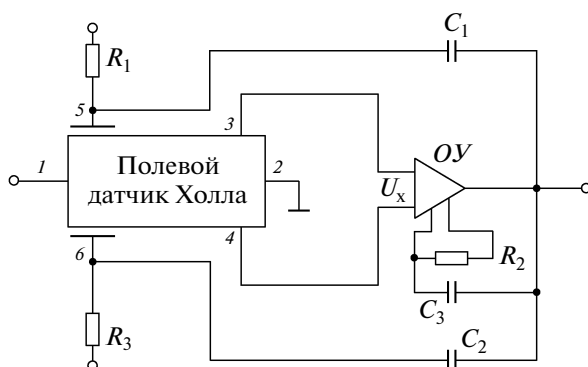 C₁
R₁
5
3
1
Полевой
датчик Холла
2
ОУ
Uₓ
4
6
R₂
C₃
R₃
C₂